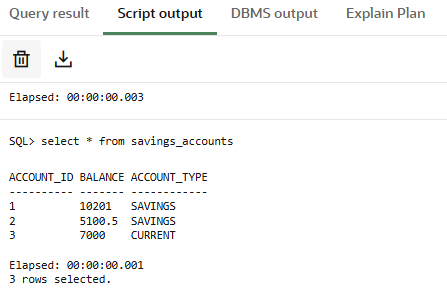 Query result Script output DBMS output Explain Plan
Elapsed: 00:00:00.003
SQL> select * from savings_accounts
ACCOUNT_ID BALANCE ACCOUNT_TYPE
---------- ------- ------------
1          10201   SAVINGS
2          5100.5  SAVINGS
3          7000    CURRENT
Elapsed: 00:00:00.001
3 rows selected.